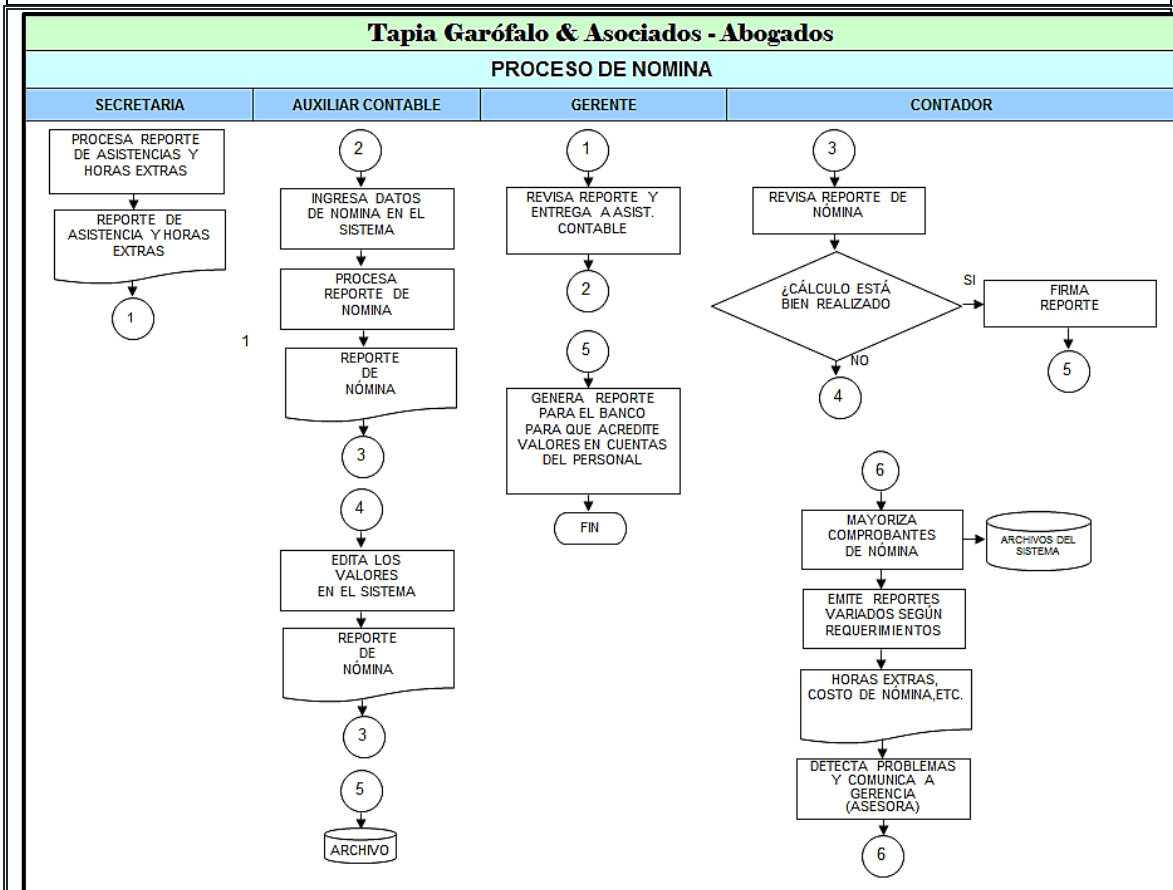 Tapia Garófalo & Asociados - Abogados
PROCESO DE NOMINA
SECRETARIA
AUXILIAR CONTABLE
GERENTE
CONTADOR
PROCESA REPORTE
DE ASISTENCIAS Y
HORAS EXTRAS
REPORTE DE
ASISTENCIA Y HORAS
EXTRAS
1
1
2
INGRESA DATOS
DE NOMINA EN EL
SISTEMA
PROCESA
REPORTE DE
NOMINA
REPORTE
DE
NÓMINA
3
4
EDITA LOS
VALORES
EN EL SISTEMA
REPORTE
DE
NÓMINA
3
5
ARCHIVO
1
REVISA REPORTE Y
ENTREGA A ASIST.
CONTABLE
2
5
GENERA REPORTE
PARA EL BANCO
PARA QUE ACREDITE
VALORES EN CUENTAS
DEL PERSONAL
FIN
3
REVISA REPORTE DE
NÓMINA
¿CÁLCULO ESTÁ
BIEN REALIZADO
SI
FIRMA
REPORTE
5
NO
4
6
MAYORIZA
COMPROBANTES
DE NÓMINA
ARCHIVOS DEL
SISTEMA
EMITE REPORTES
VARIADOS SEGÚN
REQUERIMIENTOS
HORAS EXTRAS,
COSTO DE NÓMINA,ETC.
DETECTA PROBLEMAS
Y COMUNICA A
GERENCIA
(ASESORA)
6